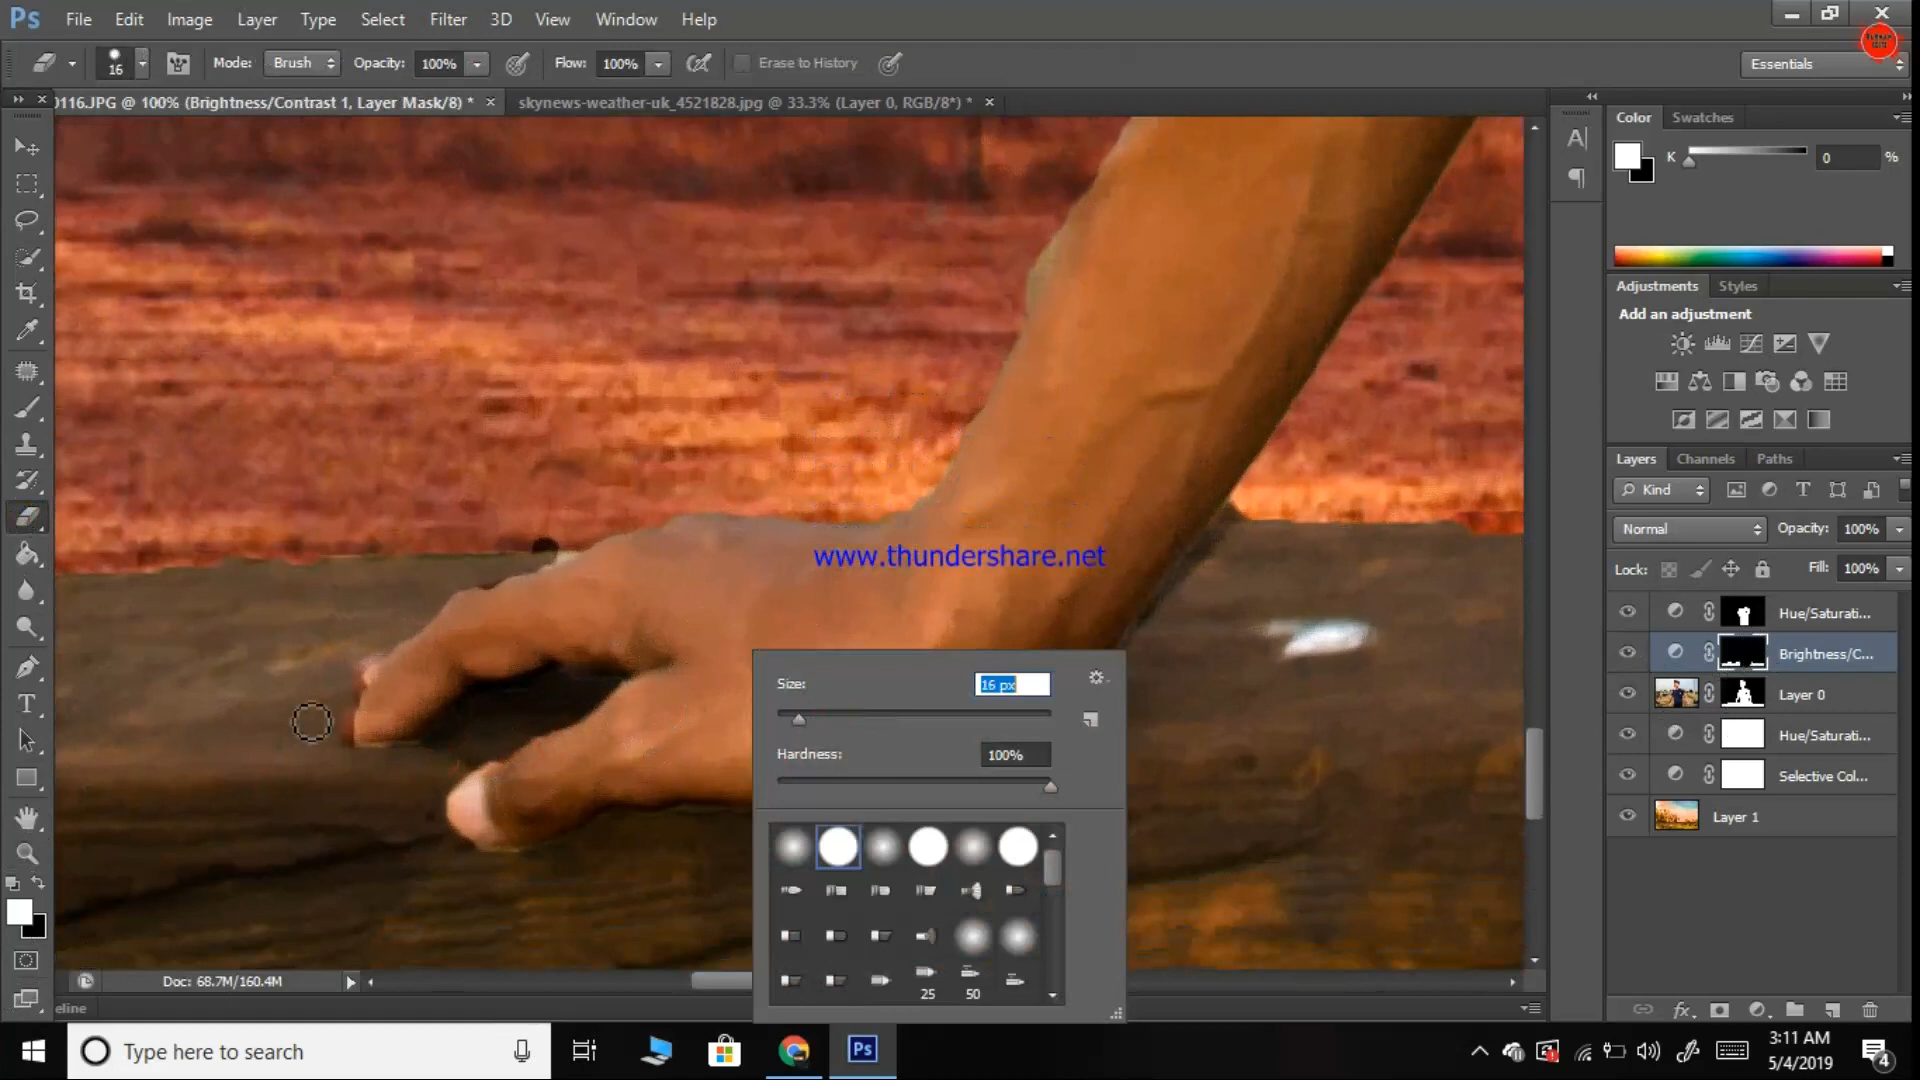 Ps File Edit Image Layer Type Select Filter 3D View Window Help
16 Mode: Brush Opacity: 100% Flow: 100% Erase to History Essentials
0116.JPG @ 100% (Brightness/Contrast 1, Layer Mask/8) * skynews-weather-uk_4521828.jpg @ 33.3% (Layer 0, RGB/8*) *
Color Swatches
K 0 %
Adjustments Styles
Add an adjustment
Layers Channels Paths
Kind
Normal Opacity: 100%
Lock: Fill: 100%
Hue/Saturati...
Brightness/C...
Layer 0
Hue/Saturati...
Selective Col...
Layer 1
www.thundershare.net
Size: 16 px
Hardness: 100%
25 50
Doc: 68.7M/160.4M
eline
Type here to search
Ps
3:11 AM
5/4/2019
4